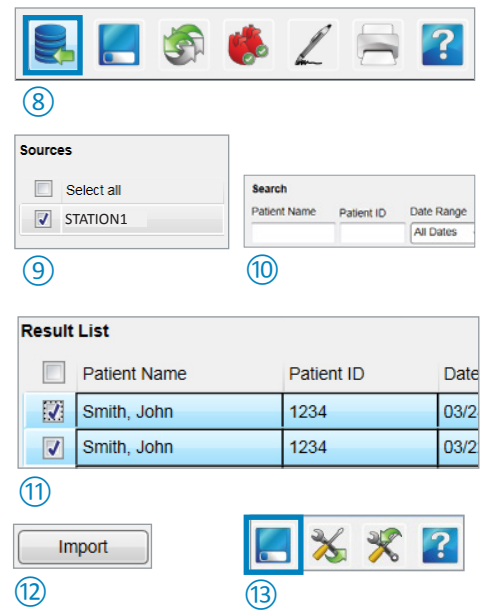 ?
8
Sources
Select all
STATION1
9
Search
Patient Name Patient ID Date Range
All Dates
10
Result List
Patient Name Patient ID Date
Smith, John 1234 03/2
Smith, John 1234 03/2
11
Import
?
12
13